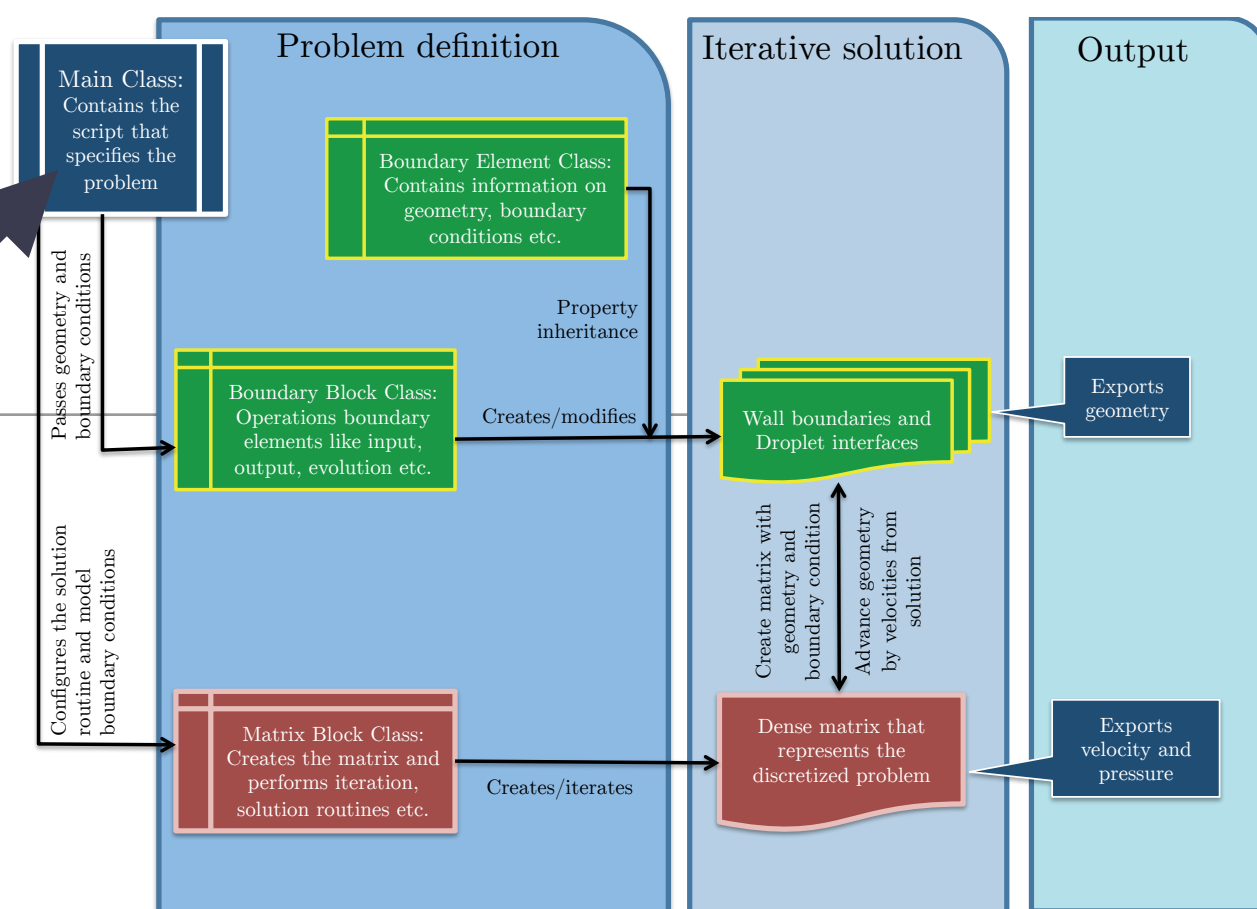 Problem definition
Iterative solution
Output
Main Class:
Contains the
script that
specifies the
problem
Boundary Element Class:
Contains information on
geometry, boundary
conditions etc.
Passes geometry and
boundary conditions
Property
inheritance
Boundary Block Class:
Operations boundary
elements like input,
output, evolution etc.
Creates/modifies
Wall boundaries and
Droplet interfaces
Exports
geometry
Configures the solution
routine and model
boundary conditions
Create matrix with
geometry and
boundary condition
Advance geometry
by velocities from
solution
Matrix Block Class:
Creates the matrix and
performs iteration,
solution routines etc.
Creates/iterates
Dense matrix that
represents the
discretized problem
Exports
velocity and
pressure